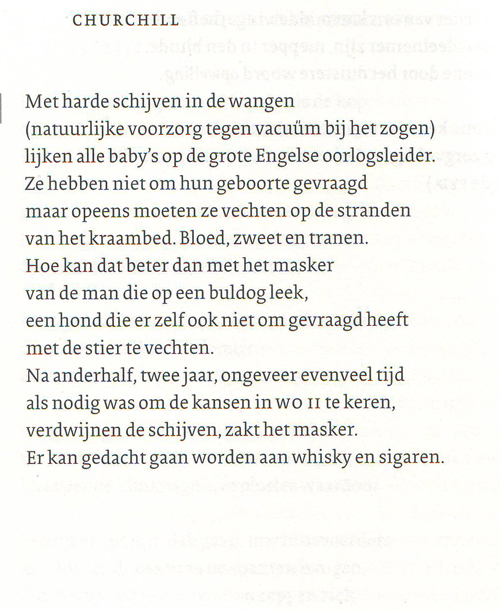 CHURCHILL
Met harde schijven in de wangen
(natuurlijke voorzorg tegen vacuüm bij het zogen)
lijken alle baby's op de grote Engelse oorlogsleider.
Ze hebben niet om hun geboorte gevraagd
maar opeens moeten ze vechten op de stranden
van het kraambed. Bloed, zweet en tranen.
Hoe kan dat beter dan met het masker
van de man die op een buldog leek,
een hond die er zelf ook niet om gevraagd heeft
met de stier te vechten.
Na anderhalf, twee jaar, ongeveer evenveel tijd
als nodig was om de kansen in WO II te keren,
verdwijnen de schijven, zakt het masker.
Er kan gedacht gaan worden aan whisky en sigaren.